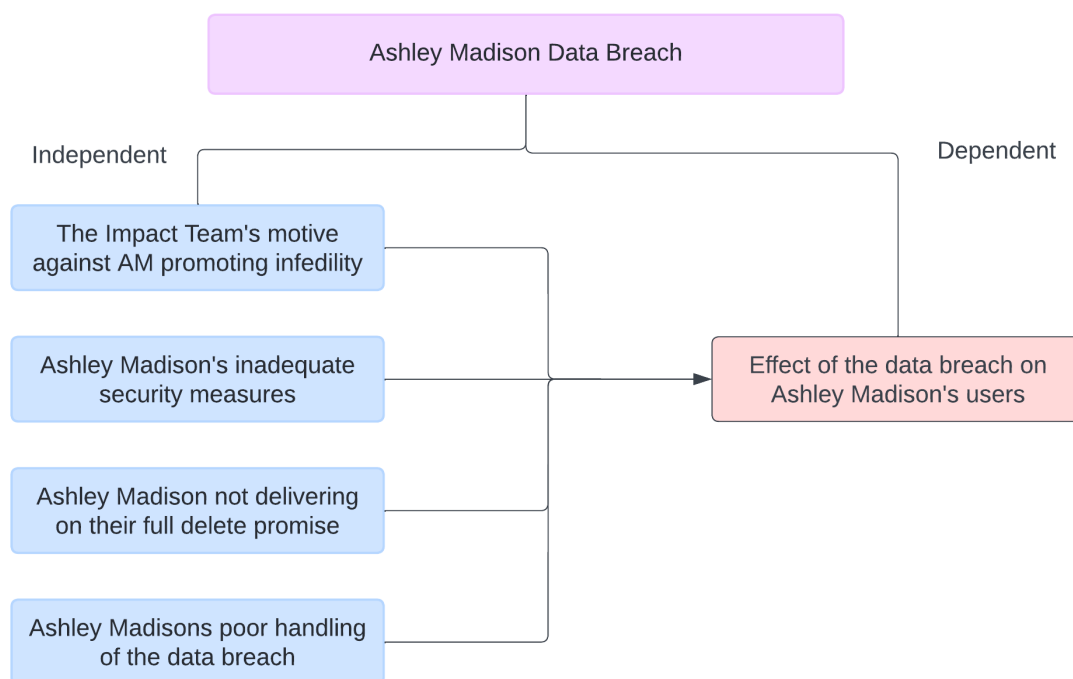 Ashley Madison Data Breach
Independent
Dependent
The Impact Team's motive
against AM promoting infedility
Ashley Madison's inadequate
security measures
Effect of the data breach on
Ashley Madison's users
Ashley Madison not delivering
on their full delete promise
Ashley Madisons poor handling
of the data breach